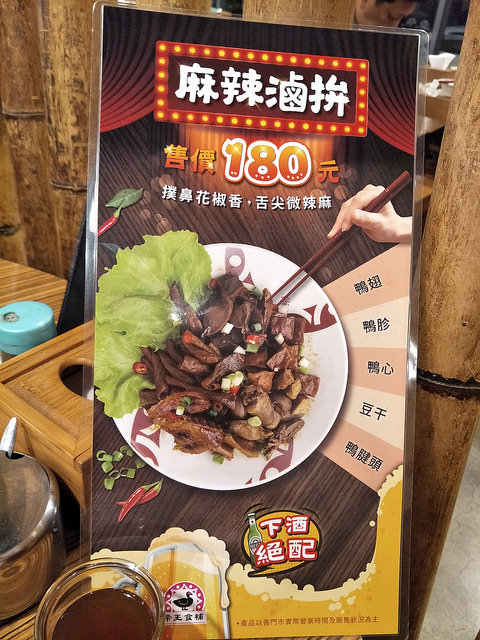 麻辣滷拚
售價180元
撲鼻花椒香，舌尖微辣麻
鴨翅
鴨胗
鴨心
豆干
鴨腱頭
下酒
絕配
帝王食補
•產品以各門市實際營業時間及販售狀況為主